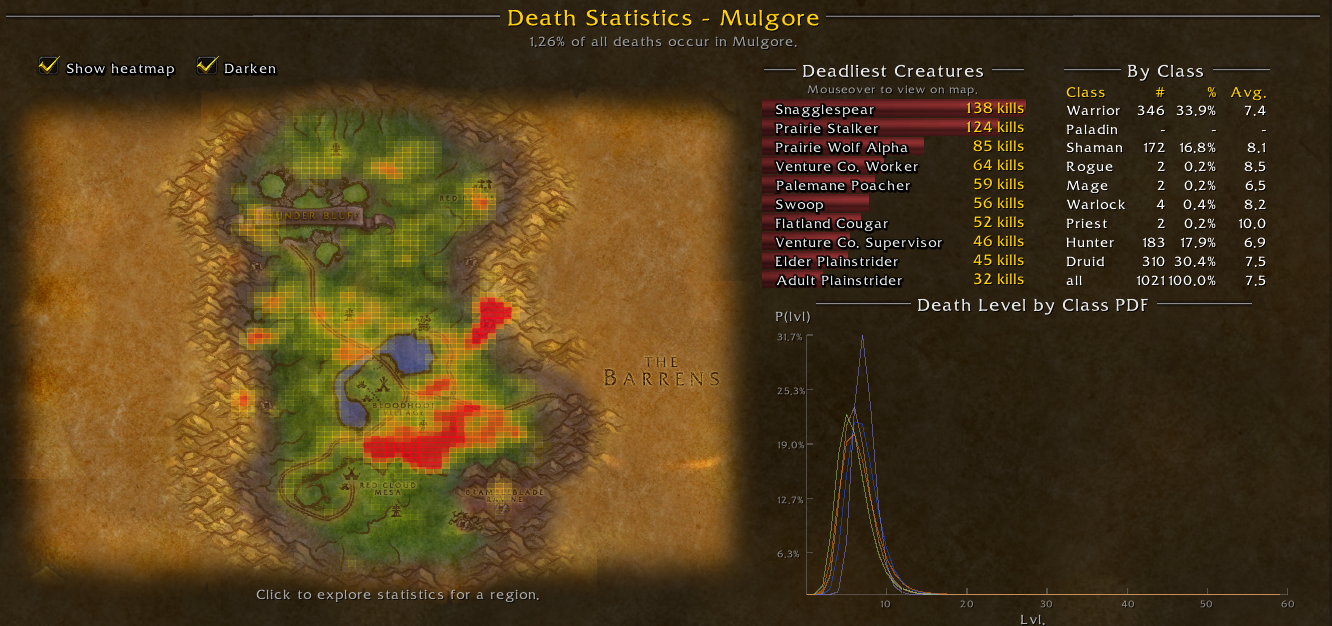 Death Statistics - Mulgore
1.26% of all deaths occur in Mulgore.
Show heatmap
Darken
THUNDER BLUFF
RED
THE
BARRENS
BLOODHOOF
RED CLOUD
MESA
Click to explore statistics for a region.
Deadliest Creatures
Mouseover to view on map.
Snagglespear 138 kills
Prairie Stalker 124 kills
Prairie Wolf Alpha 85 kills
Venture Co. Worker 64 kills
Palemane Poacher 59 kills
Swoop 56 kills
Flatland Cougar 52 kills
Venture Co. Supervisor 46 kills
Elder Plainstrider 45 kills
Adult Plainstrider 32 kills
By Class
Class # % Avg.
Warrior 346 33.9% 7.4
Paladin - - -
Shaman 172 16.8% 8.1
Rogue 2 0.2% 8.5
Mage 2 0.2% 6.5
Warlock 4 0.4% 8.2
Priest 2 0.2% 10.0
Hunter 183 17.9% 6.9
Druid 310 30.4% 7.5
all 1021 100.0% 7.5
Death Level by Class PDF
P(lvl)
31.7%
25.3%
19.0%
12.7%
6.3%
10 20 30 40 50 60
Lvl.